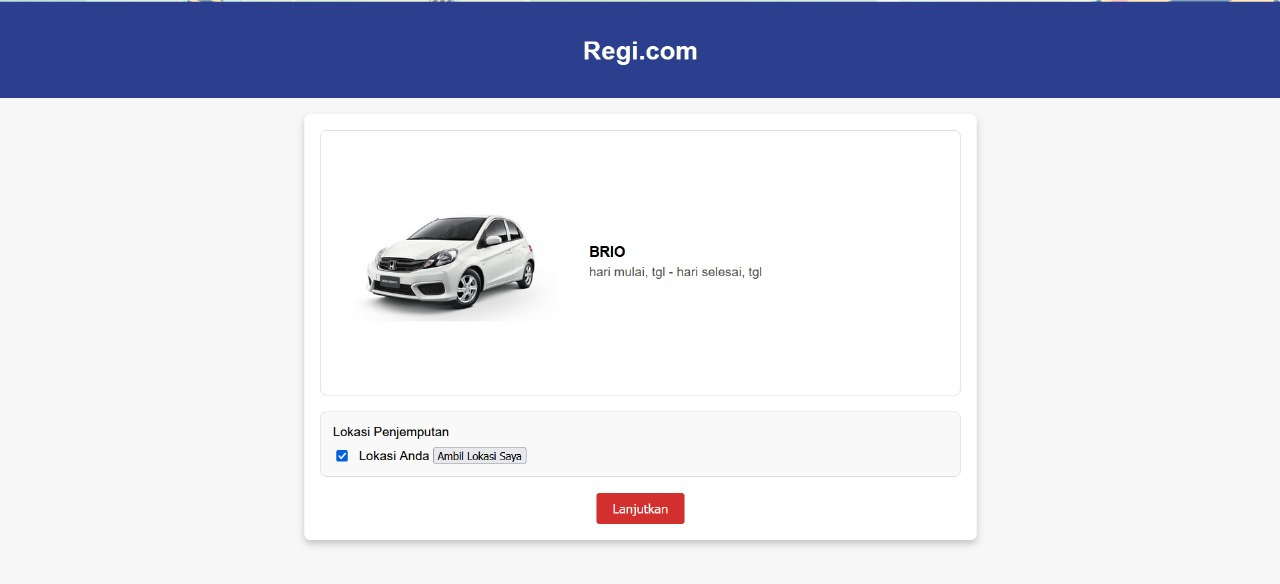 Regi.com
BRIO
hari mulai, tgl - hari selesai, tgl
Lokasi Penjemputan
Lokasi Anda Ambil Lokasi Saya
Lanjutkan